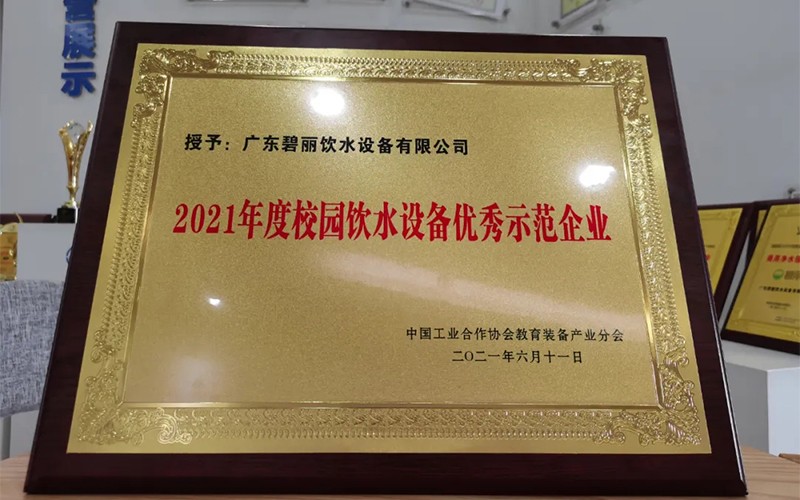 展示
授予：广东碧丽饮水设备有限公司
2021年度校园饮水设备优秀示范企业
中国工业合作协会教育装备产业分会
二〇二一年六月十一日